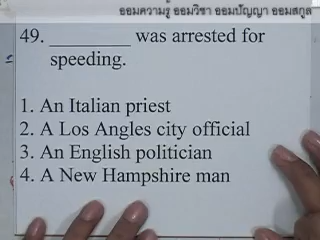 ออมความรู้ ออมวิชา ออมปัญญา ออมสกูล
49. ________ was arrested for
speeding.
1. An Italian priest
2. A Los Angles city official
3. An English politician
4. A New Hampshire man